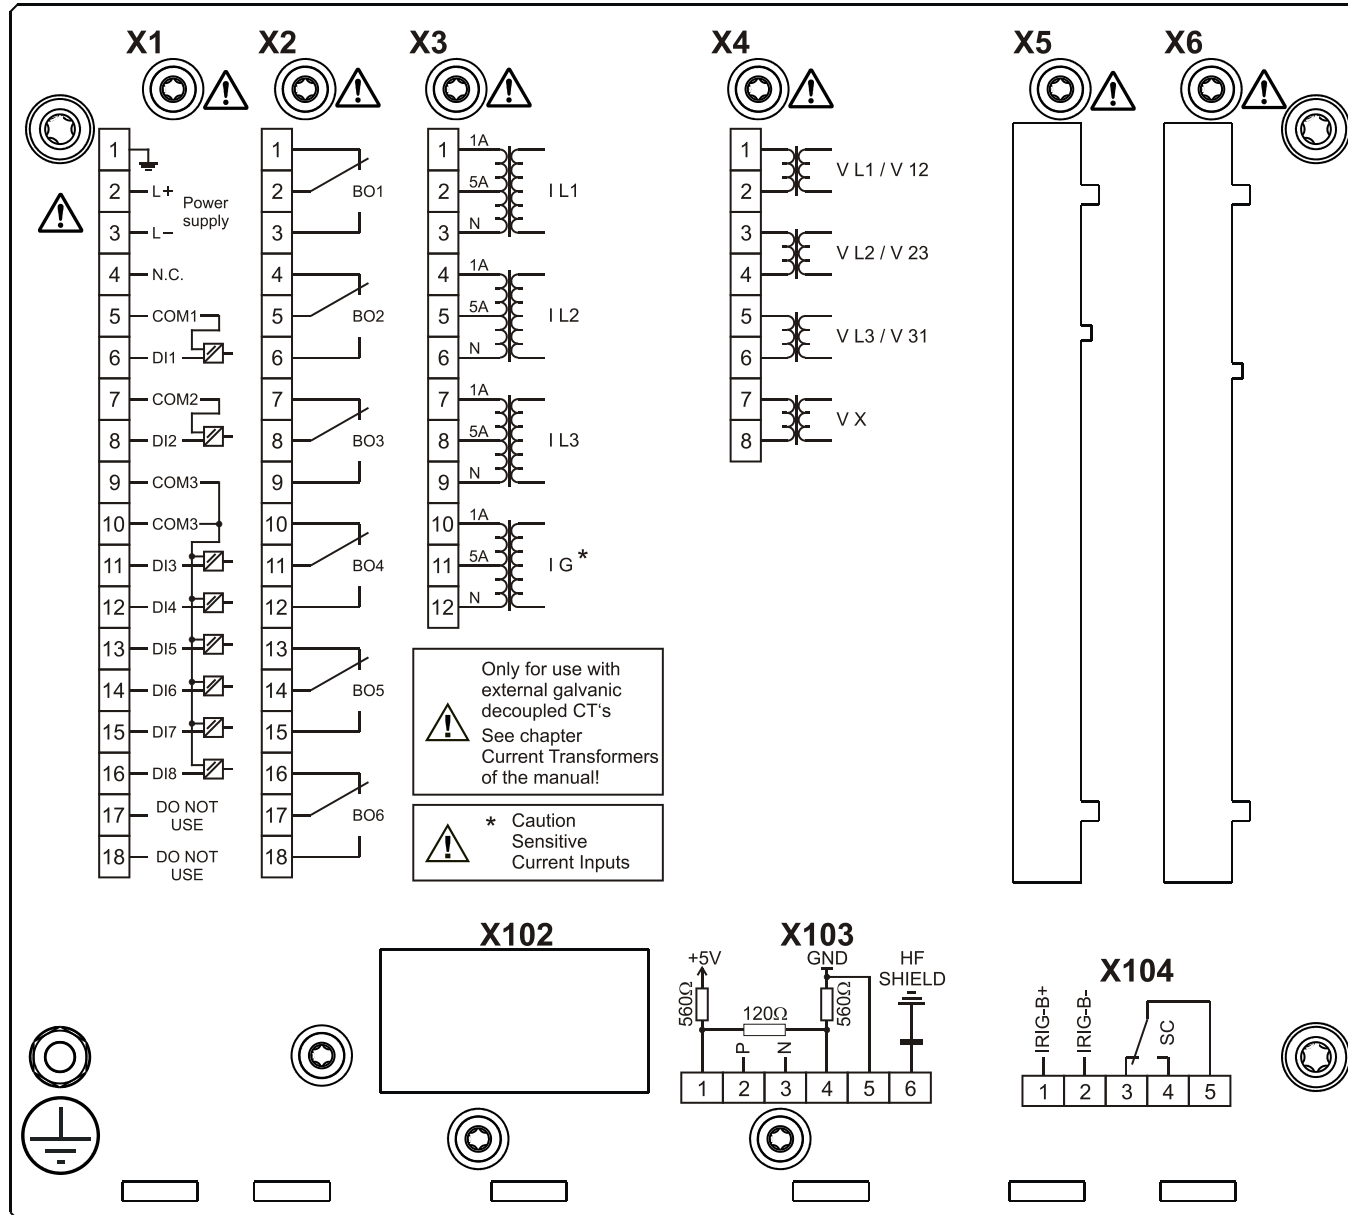 X1
X2
X3
X4
X5
X6
1
2 L+
Power
supply
3 L−
4 N.C.
5 COM1
6 DI1
7 COM2
8 DI2
9 COM3
10 COM3
11 DI3
12 DI4
13 DI5
14 DI6
15 DI7
16 DI8
17 DO NOT
USE
18 DO NOT
USE
1
2 BO1
3
4
5 BO2
6
7
8 BO3
9
10
11 BO4
12
13
14 BO5
15
16
17 BO6
18
1 1A
2 5A I L1
3 N
4 1A
5 5A I L2
6 N
7 1A
8 5A I L3
9 N
10 1A
11 5A I G *
12 N
Only for use with
external galvanic
decoupled CT's
See chapter
Current Transformers
of the manual!
* Caution
Sensitive
Current Inputs
1
V L1 / V 12
2
3
V L2 / V 23
4
5
V L3 / V 31
6
7
V X
8
X102
X103
+5V
GND
HF
SHIELD
560Ω
120Ω
560Ω
P
N
1 2 3 4 5 6
X104
IRIG-B+
IRIG-B-
SC
1 2 3 4 5